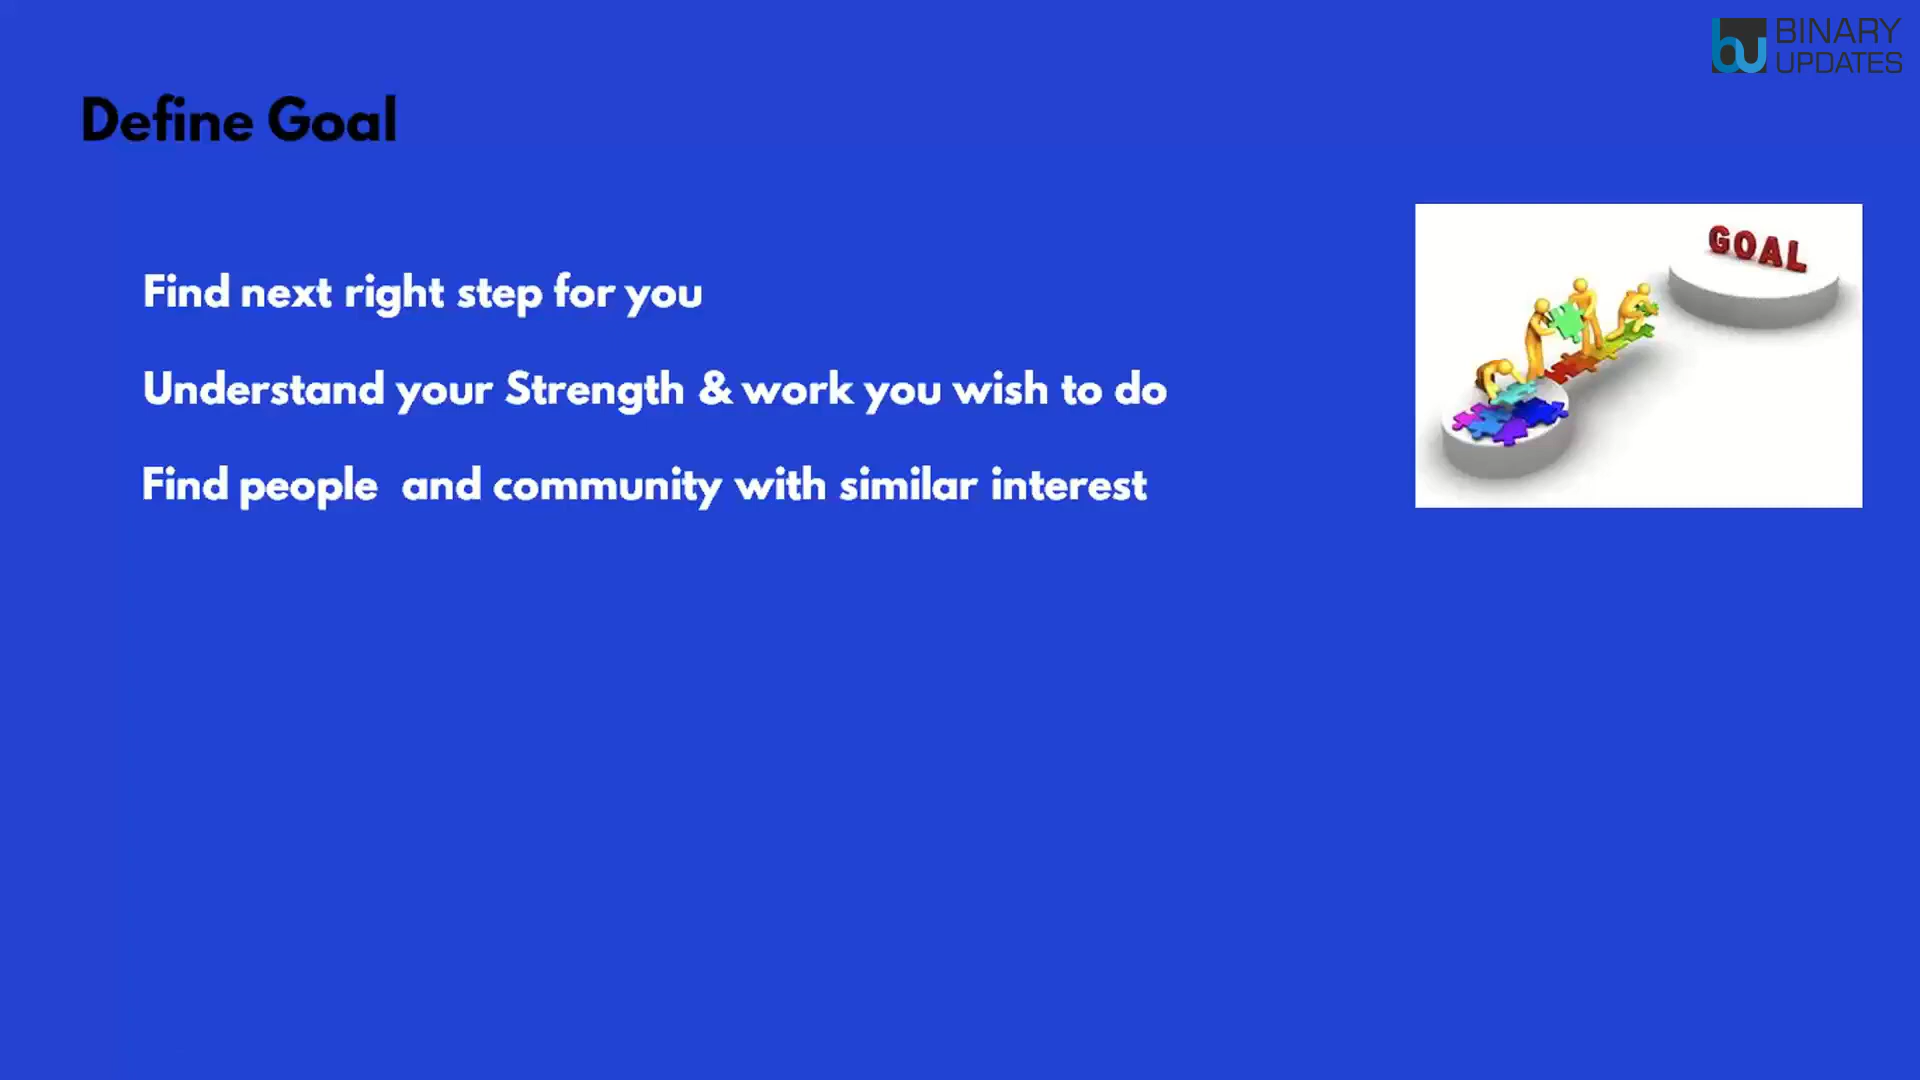 BINARY
UPDATES
Define Goal
GOAL
Find next right step for you
Understand your Strength & work you wish to do
Find people  and community with similar interest